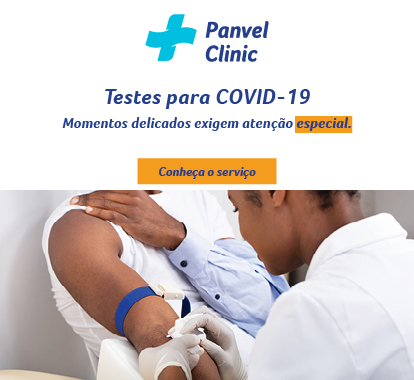 Panvel
Clinic
Testes para COVID-19
Momentos delicados exigem atenção especial.
Conheça o serviço